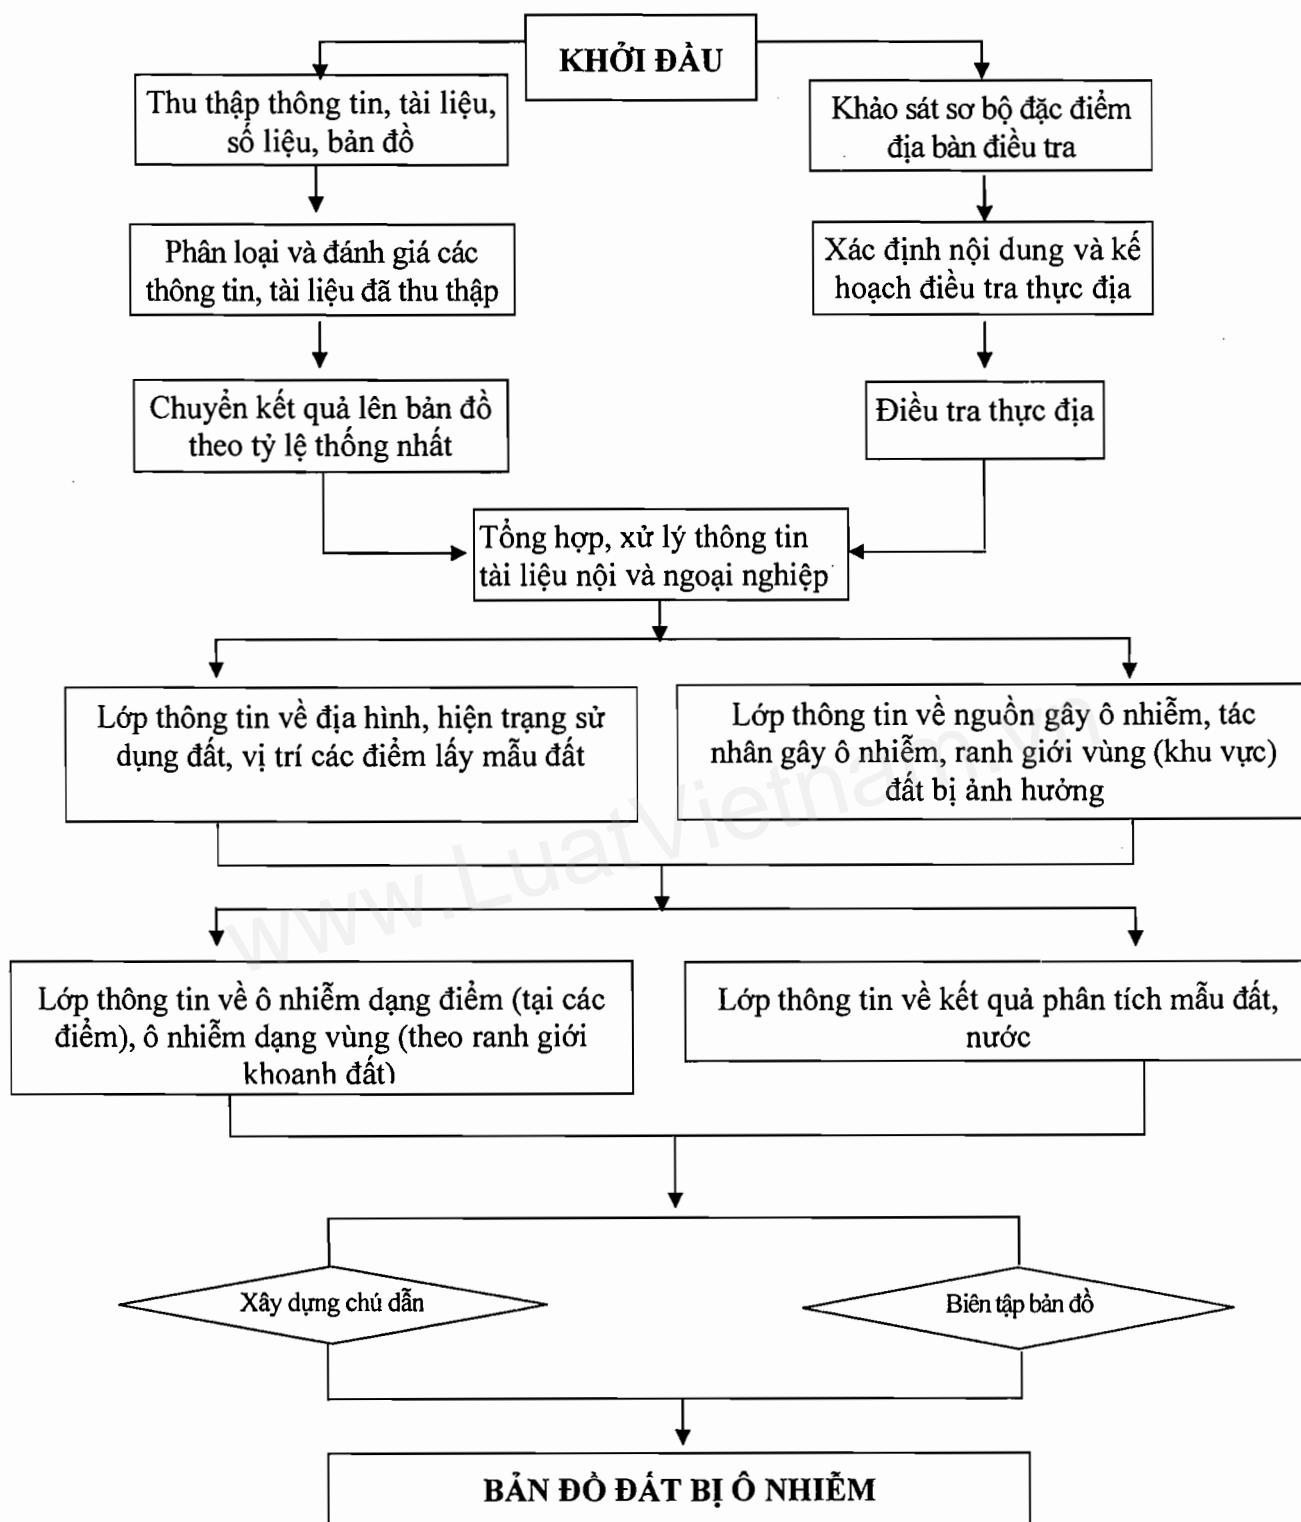 KHỞI ĐẦU
Thu thập thông tin, tài liệu,
số liệu, bản đồ
Khảo sát sơ bộ đặc điểm
địa bàn điều tra
Phân loại và đánh giá các
thông tin, tài liệu đã thu thập
Xác định nội dung và kế
hoạch điều tra thực địa
Chuyển kết quả lên bản đồ
theo tỷ lệ thống nhất
Điều tra thực địa
Tổng hợp, xử lý thông tin
tài liệu nội và ngoại nghiệp
Lớp thông tin về địa hình, hiện trạng sử
dụng đất, vị trí các điểm lấy mẫu đất
Lớp thông tin về nguồn gây ô nhiễm, tác
nhân gây ô nhiễm, ranh giới vùng (khu vực)
đất bị ảnh hưởng
www.LuatVietnam.vn
Lớp thông tin về ô nhiễm dạng điểm (tại các
điểm), ô nhiễm dạng vùng (theo ranh giới
khoanh đất)
Lớp thông tin về kết quả phân tích mẫu đất,
nước
Xây dựng chú dẫn
Biên tập bản đồ
BẢN ĐỒ ĐẤT BỊ Ô NHIỄM